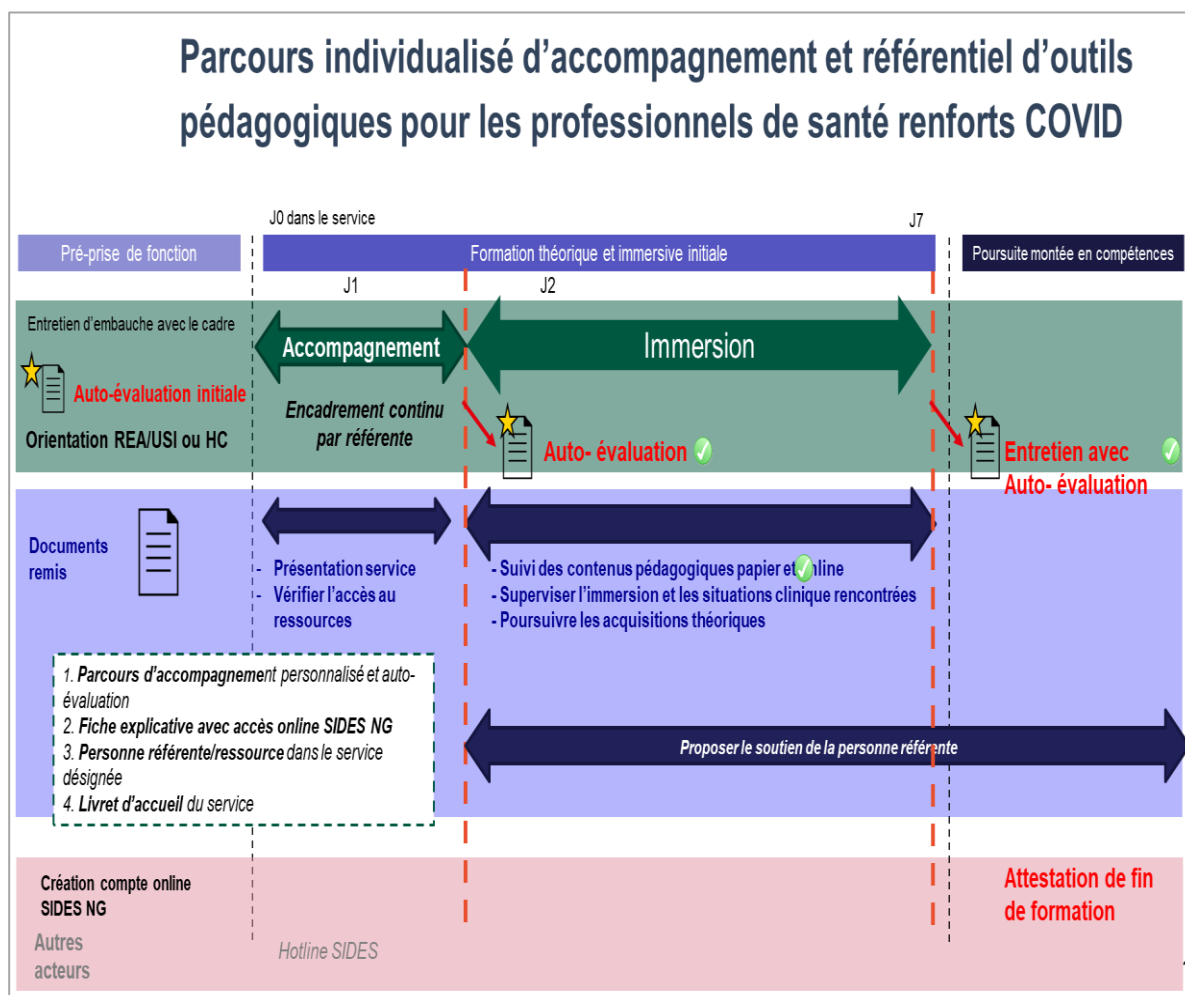 Parcours individualisé d'accompagnement et référentiel d'outils
pédagogiques pour les professionnels de santé renforts COVID
J0 dans le service
J7
Pré-prise de fonction
Formation théorique et immersive initiale
Poursuite montée en compétences
J1
J2
Entretien d'embauche avec le cadre
Auto-évaluation initiale
Orientation REA/USI ou HC
Accompagnement
Immersion
Encadrement continu
par référente
Auto- évaluation
Entretien avec
Auto- évaluation
Documents
remis
- Présentation service
- Vérifier l'accès au
ressources
- Suivi des contenus pédagogiques papier et online
- Superviser l'immersion et les situations clinique rencontrées
- Poursuivre les acquisitions théoriques
1. Parcours d'accompagnement personnalisé et auto-
évaluation
2. Fiche explicative avec accès online SIDES NG
3. Personne référente/ressource dans le service
désignée
4. Livret d'accueil du service
Proposer le soutien de la personne référente
Création compte online
SIDES NG
Autres
acteurs
Hotline SIDES
Attestation de fin
de formation